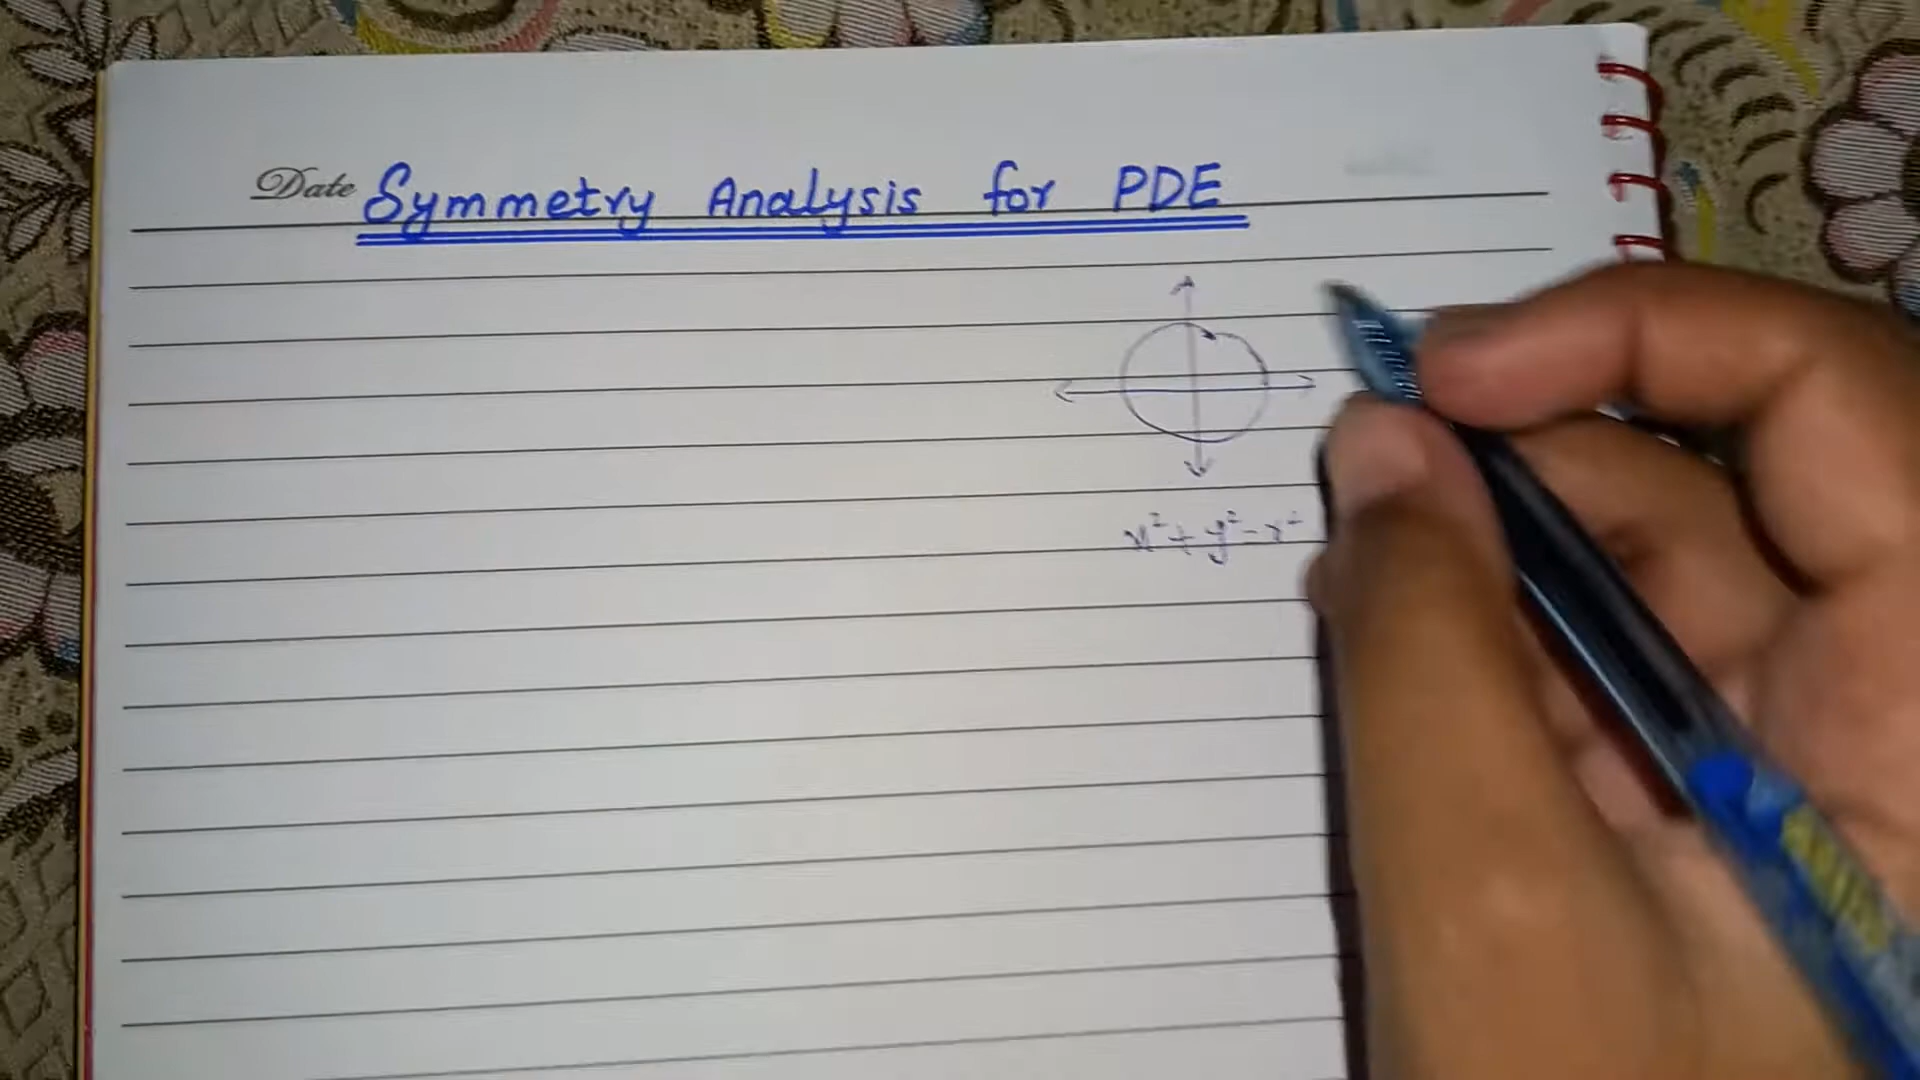 Date Symmetry Analysis for PDE
x² + y² - r²